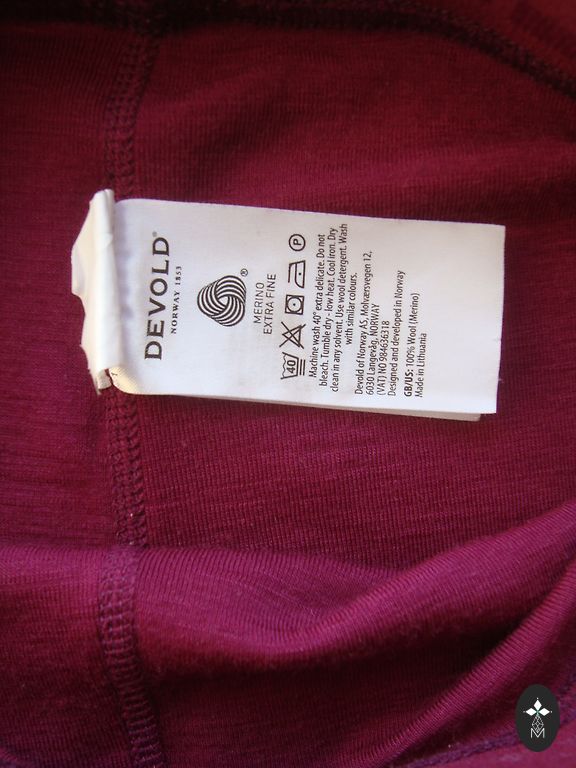 DEVOLD®
NORWAY 1853
®
MERINO
EXTRA FINE
40
P
Machine wash 40° extra delicate. Do not
bleach. Tumble dry - low heat. Cool iron. Dry
clean in any solvent. Use wool detergent. Wash
with similar colours.
Devold of Norway AS, Molværsvegen 12,
6030 Langevåg, NORWAY
(VAT) NO 984636318
Designed and developed in Norway
GB/US: 100% Wool (Merino)
Made in Lithuania
M